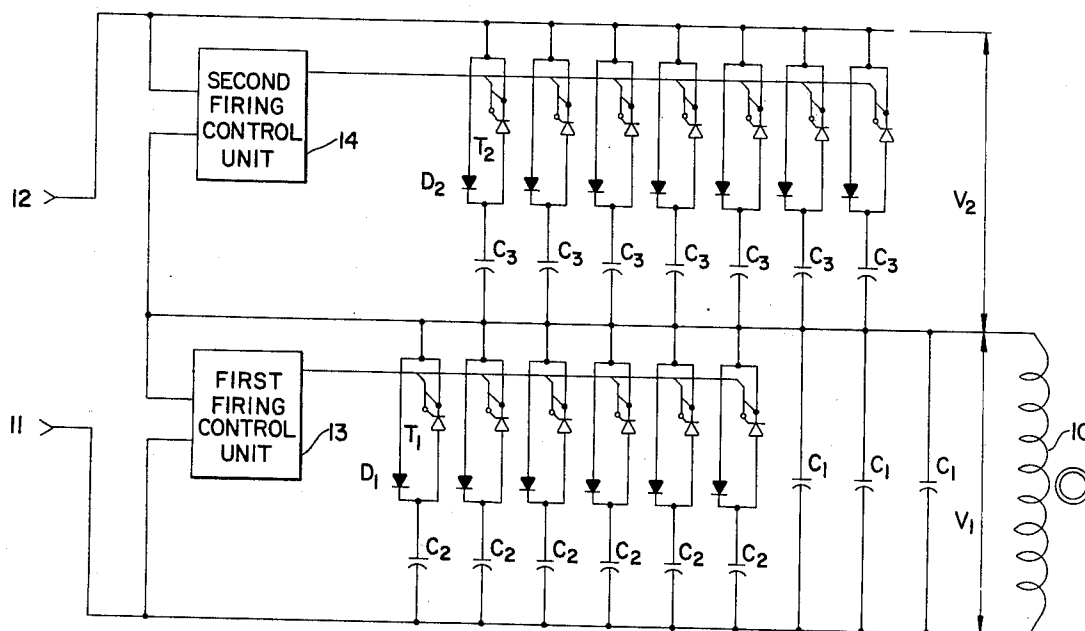 SECOND
FIRING
CONTROL
UNIT
14
T2
D2
12
V2
C3 C3 C3 C3 C3 C3 C3
FIRST
FIRING
CONTROL
UNIT
13
11
T1
D1
10
C1 C1 C1
V1
C2 C2 C2 C2 C2 C2